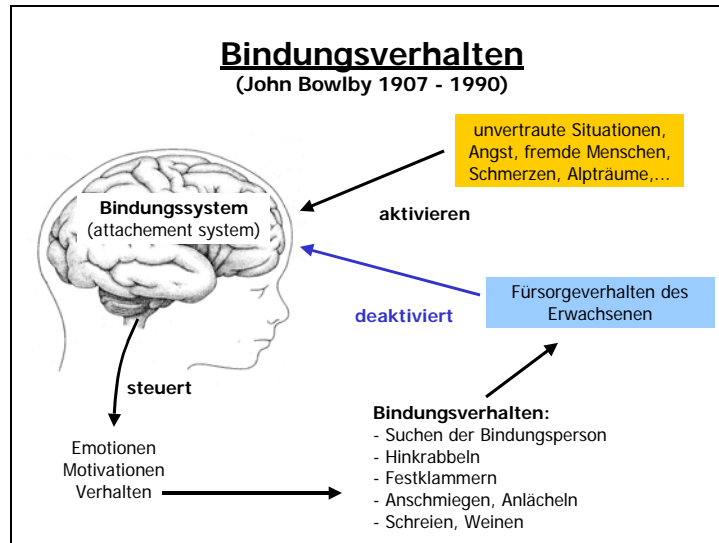 Bindungsverhalten
(John Bowlby 1907 - 1990)
unvertraute Situationen,
Angst, fremde Menschen,
Schmerzen, Alpträume,...
Bindungssystem
(attachement system)
aktivieren
deaktiviert
Fürsorgeverhalten des
Erwachsenen
steuert
Emotionen
Motivationen
Verhalten
Bindungsverhalten:
- Suchen der Bindungsperson
- Hinkrabbeln
- Festklammern
- Anschmiegen, Anlächeln
- Schreien, Weinen